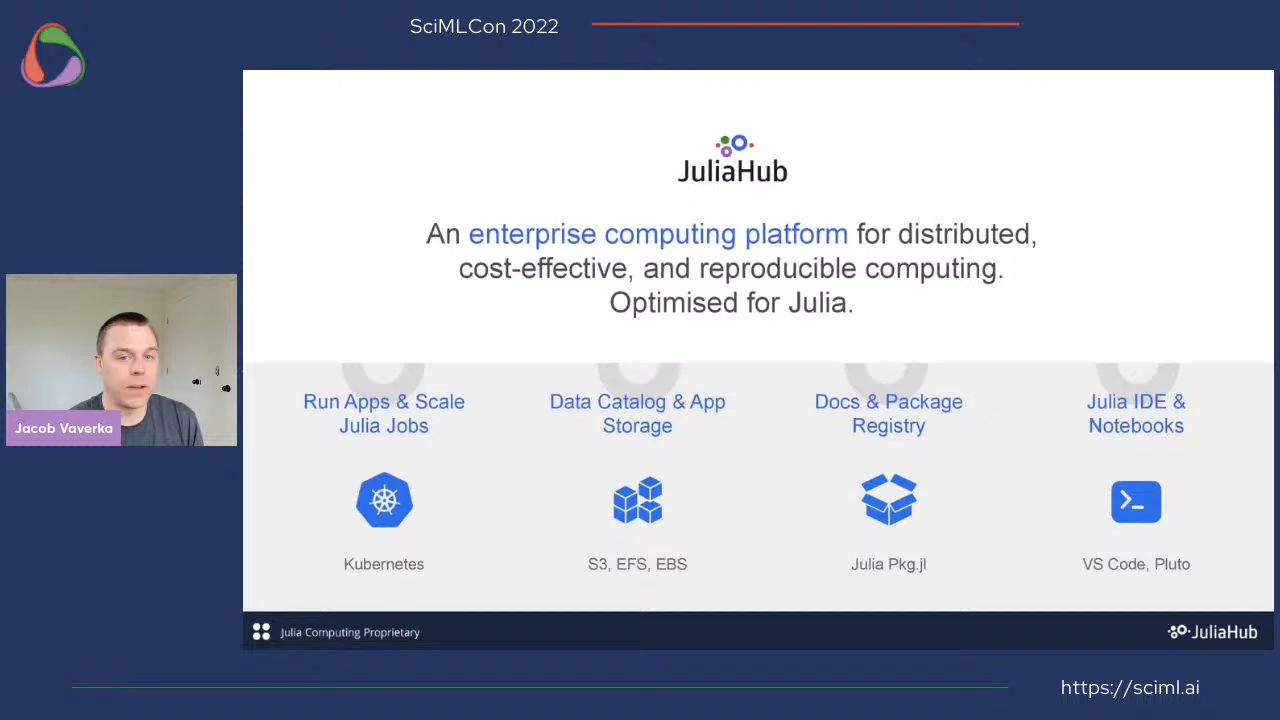 SciMLCon 2022
JuliaHub
An enterprise computing platform for distributed,
cost-effective, and reproducible computing.
Optimised for Julia.
Jacob Vaverka
Run Apps & Scale
Julia Jobs
Data Catalog & App
Storage
Docs & Package
Registry
Julia IDE &
Notebooks
Kubernetes
S3, EFS, EBS
Julia Pkg.jl
VS Code, Pluto
Julia Computing Proprietary
JuliaHub
https://sciml.ai